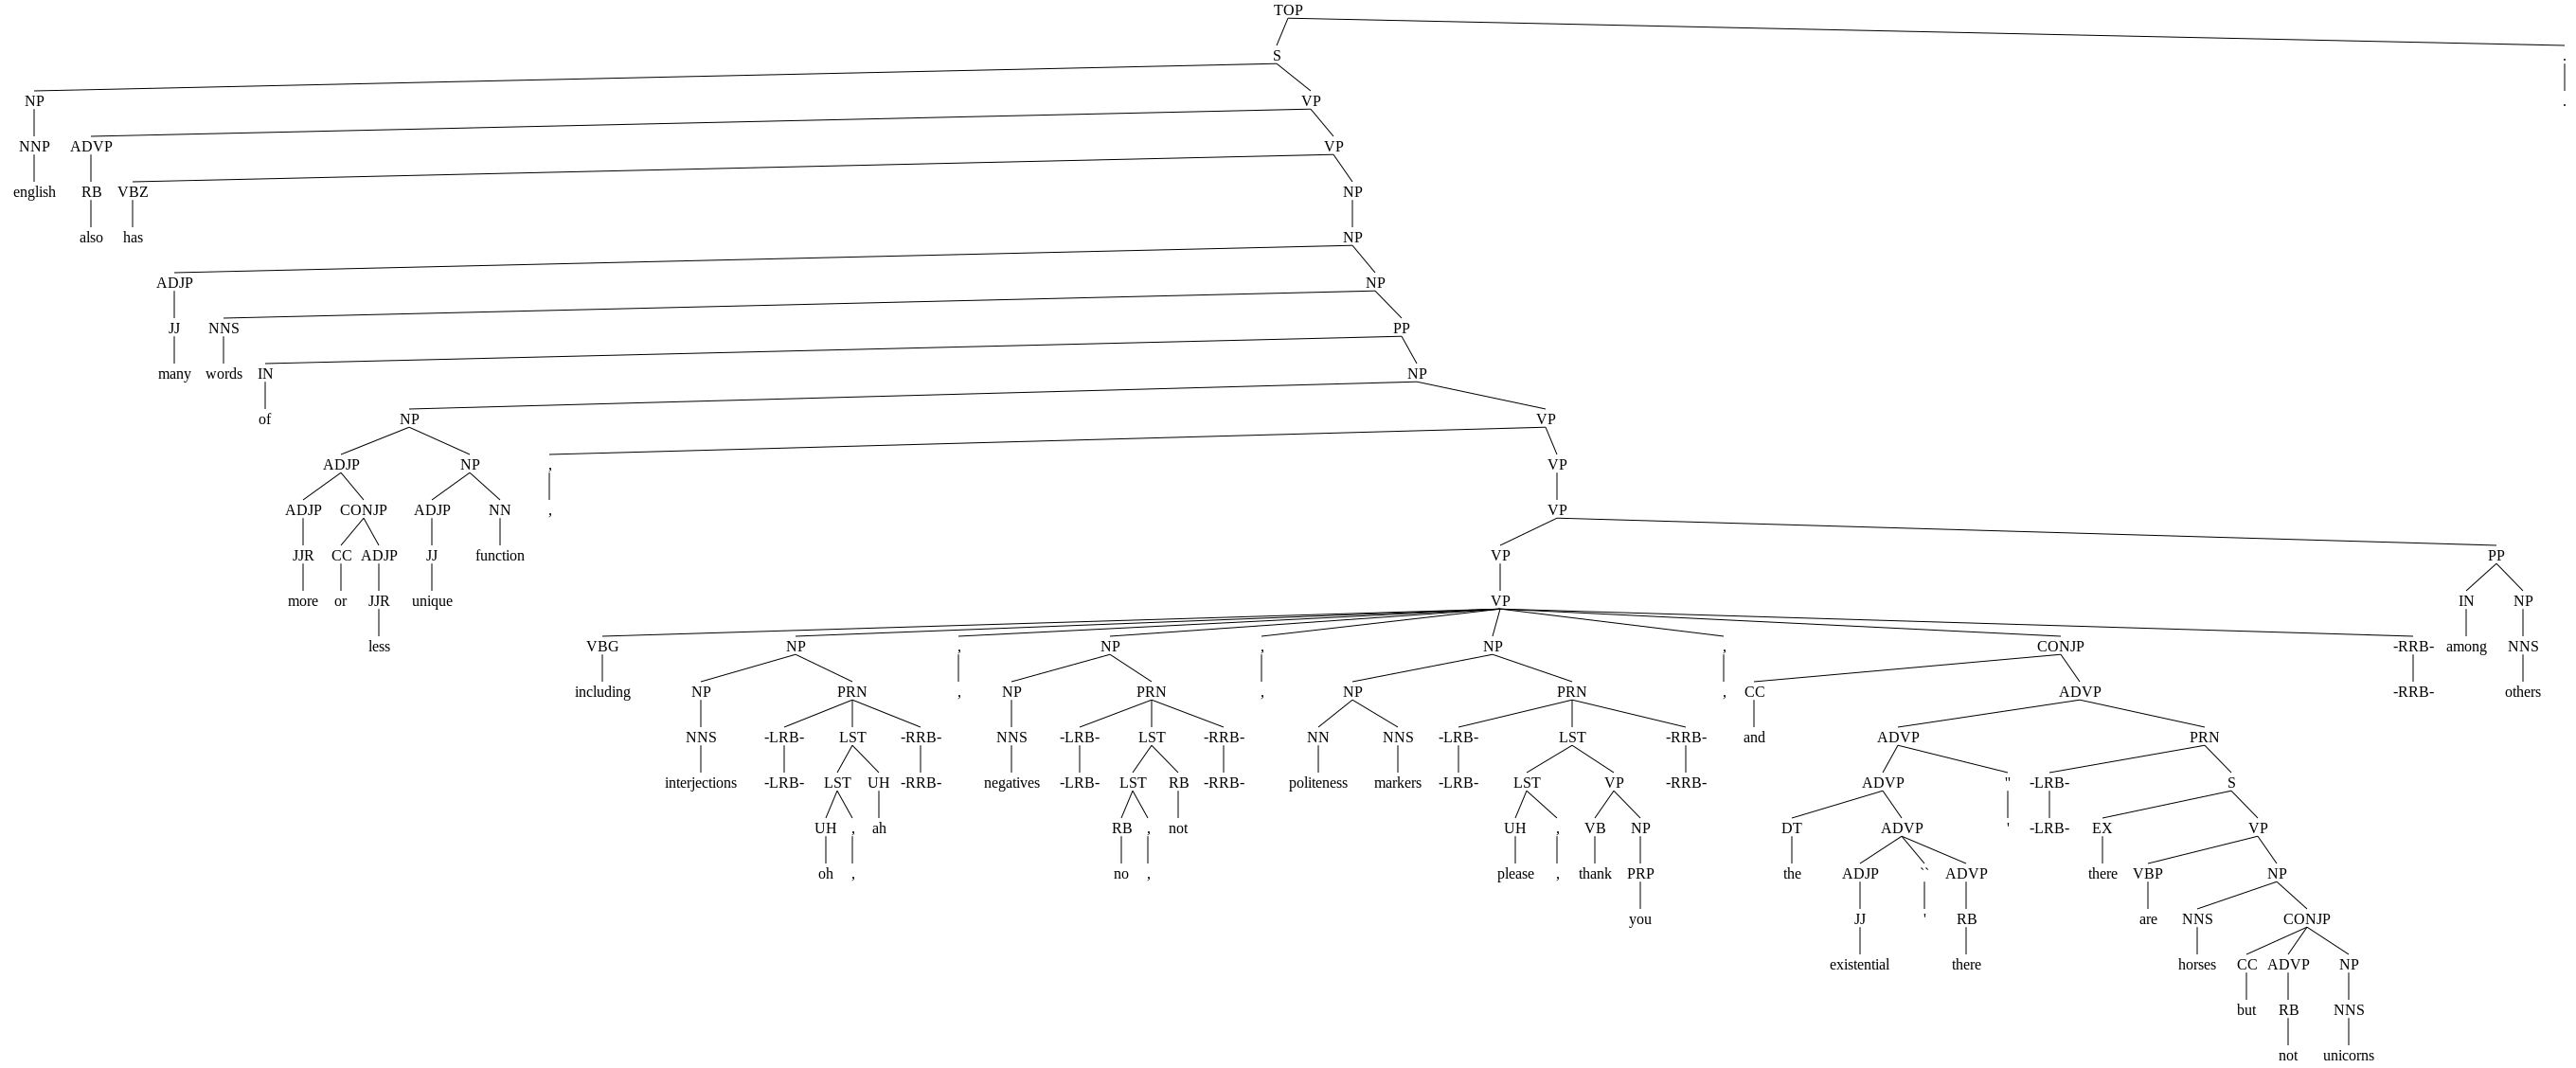 TOP
S .
NP VP .
NNP ADVP VP
english RB VBZ NP
also has NP
ADJP NP
JJ NNS PP
many words IN NP
of NP VP
ADJP NP , VP
ADJP CONJP ADJP NN , VP
JJR CC ADJP JJ function VP PP
more or JJR unique VP IN NP
less VBG NP , NP , NP , CONJP -RRB- among NNS
including NP PRN , NP PRN , NP PRN , CC ADVP -RRB- others
NNS -LRB- LST -RRB- NNS -LRB- LST -RRB- NN NNS -LRB- LST -RRB- and ADVP PRN
interjections -LRB- LST UH -RRB- negatives -LRB- LST RB -RRB- politeness markers -LRB- LST VP -RRB- ADVP '' -LRB- S
UH , ah RB , not UH , VB NP DT ADVP ' -LRB- EX VP
oh , no , please , thank PRP the ADJP `` ADVP there VBP NP
you JJ ' RB are NNS CONJP
existential there horses CC ADVP NP
but RB NNS
not unicorns